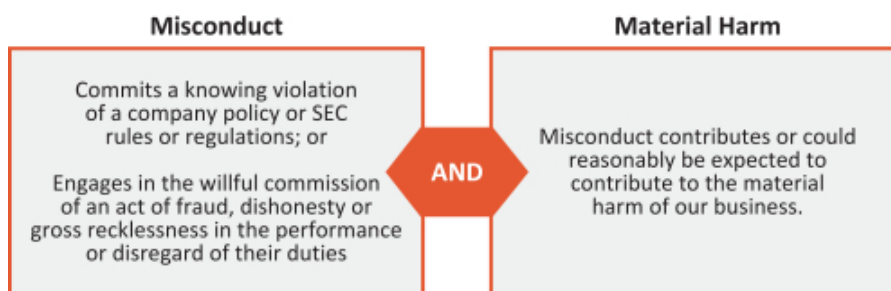 Misconduct
Commits a knowing violation
of a company policy or SEC
rules or regulations; or
Engages in the willful commission
of an act of fraud, dishonesty or
gross recklessness in the performance
or disregard of their duties
AND
Material Harm
Misconduct contributes or could
reasonably be expected to
contribute to the material
harm of our business.